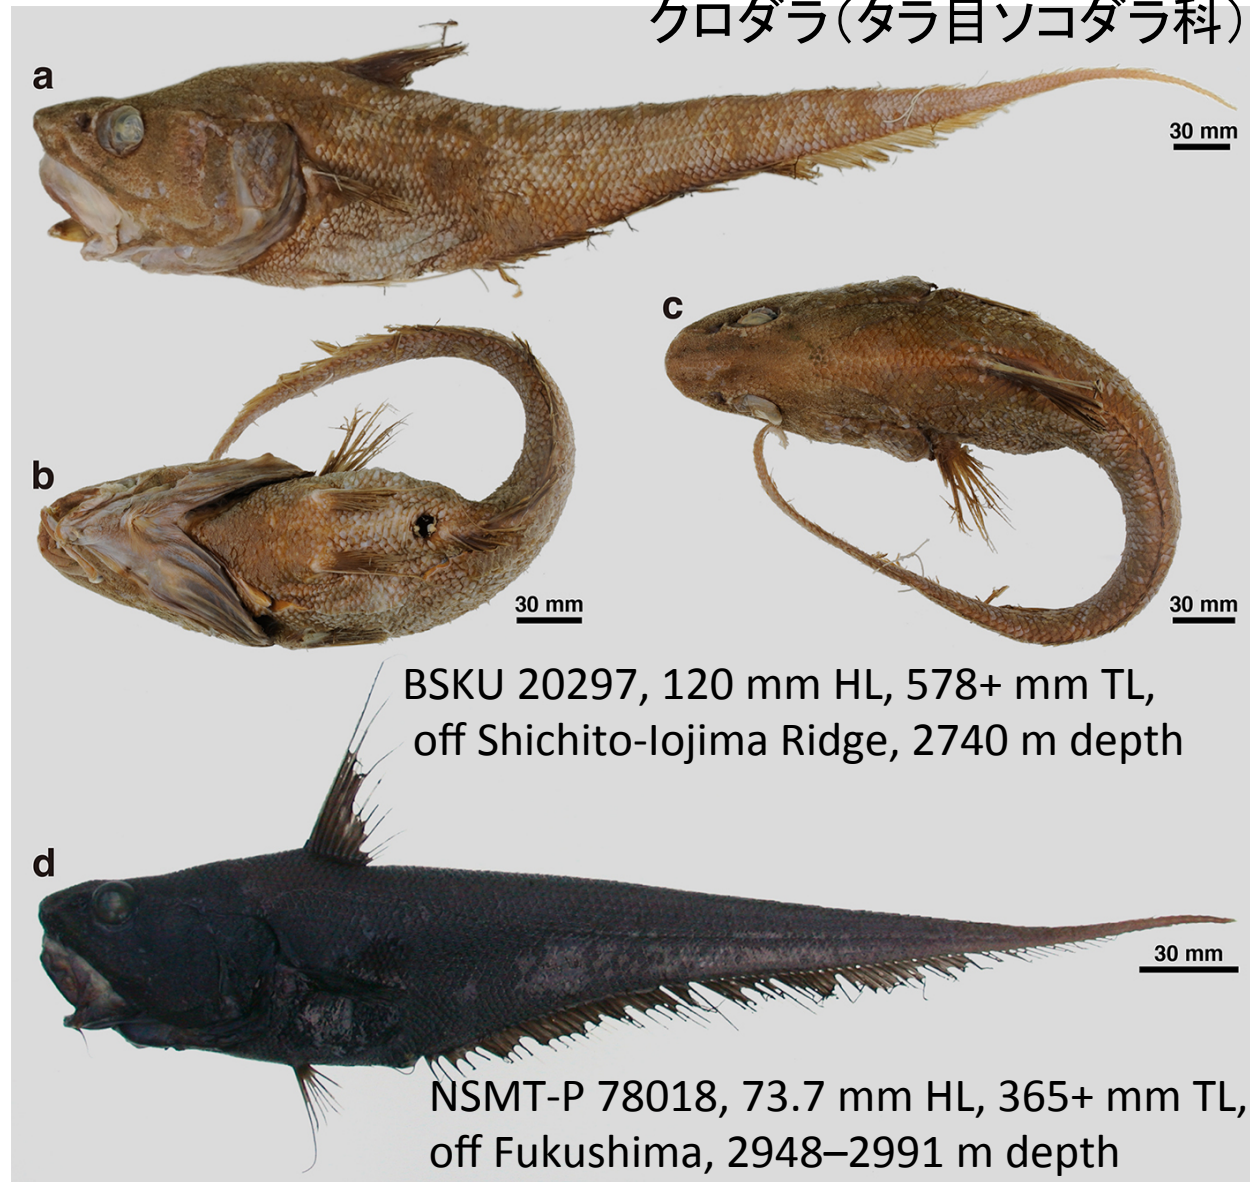 クロダラ（タラ目ソコダラ科）
a
30 mm
c
b
30 mm
30 mm
BSKU 20297, 120 mm HL, 578+ mm TL,
off Shichito-Iojima Ridge, 2740 m depth
d
30 mm
NSMT-P 78018, 73.7 mm HL, 365+ mm TL,
off Fukushima, 2948–2991 m depth